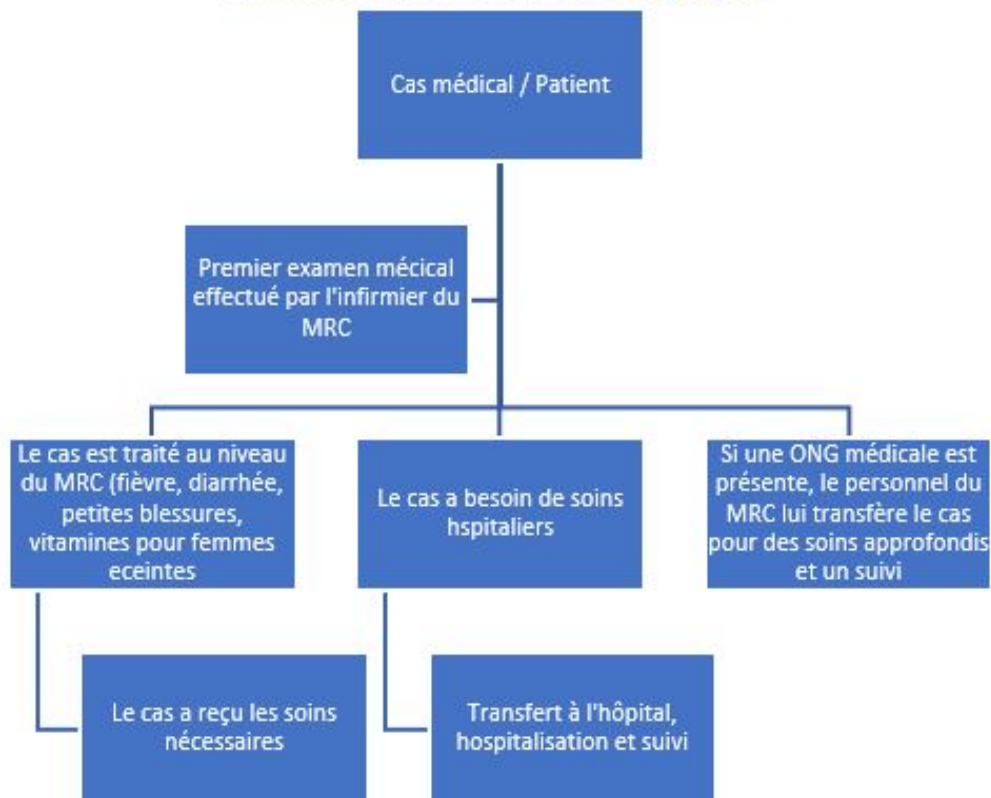 Cas médical / Patient
Premier examen mécical
effectué par l'infirmier du
MRC
Le cas est traité au niveau
du MRC (fièvre, diarrhée,
petites blessures,
vitamines pour femmes
eceintes
Le cas a besoin de soins
hspitaliers
Si une ONG médicale est
présente, le personnel du
MRC lui transfère le cas
pour des soins approfondis
et un suivi
Le cas a reçu les soins
nécessaires
Transfert à l'hôpital,
hospitalisation et suivi